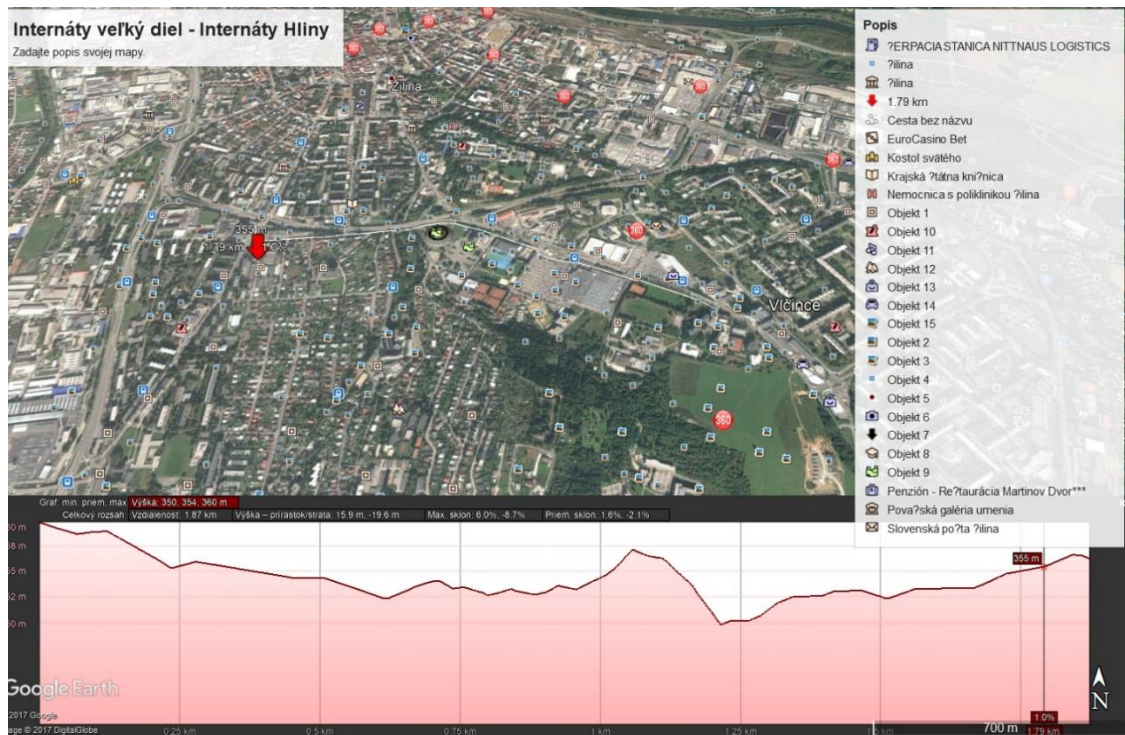 Internáty veľký diel - Internáty Hliny
Zadajte popis svojej mapy.
Žilina
355 m
1.79 km
Vlčince
360
360
360
360
Popis
?ERPACIA STANICA NITTNAUS LOGISTICS
?ilina
?ilina
1.79 km
Cesta bez názvu
EuroCasino Bet
Kostol svätého
Krajská ?tátna kni?nica
Nemocnica s poliklinikou ?ilina
Objekt 1
Objekt 10
Objekt 11
Objekt 12
Objekt 13
Objekt 14
Objekt 15
Objekt 2
Objekt 3
Objekt 4
Objekt 5
Objekt 6
Objekt 7
Objekt 8
Objekt 9
Penzión - Re?taurácia Martinov Dvor***
Pova?ská galéria umenia
Slovenská po?ta ?ilina
Graf: min. priem. max Výška: 350, 354, 360 m
Celkový rozsah: Vzdialenosť: 1.87 km Výška – prírastok/strata: 15.9 m, -19.6 m Max. sklon: 6.0%, -8.7% Priem. sklon: 1.6%, -2.1%
355 m
Google Earth
2017 Google
© 2017 DigitalGlobe
0.25 km 0.5 km 0.75 km 1 km 1.25 km
1.0%
1.79 km
700 m
N